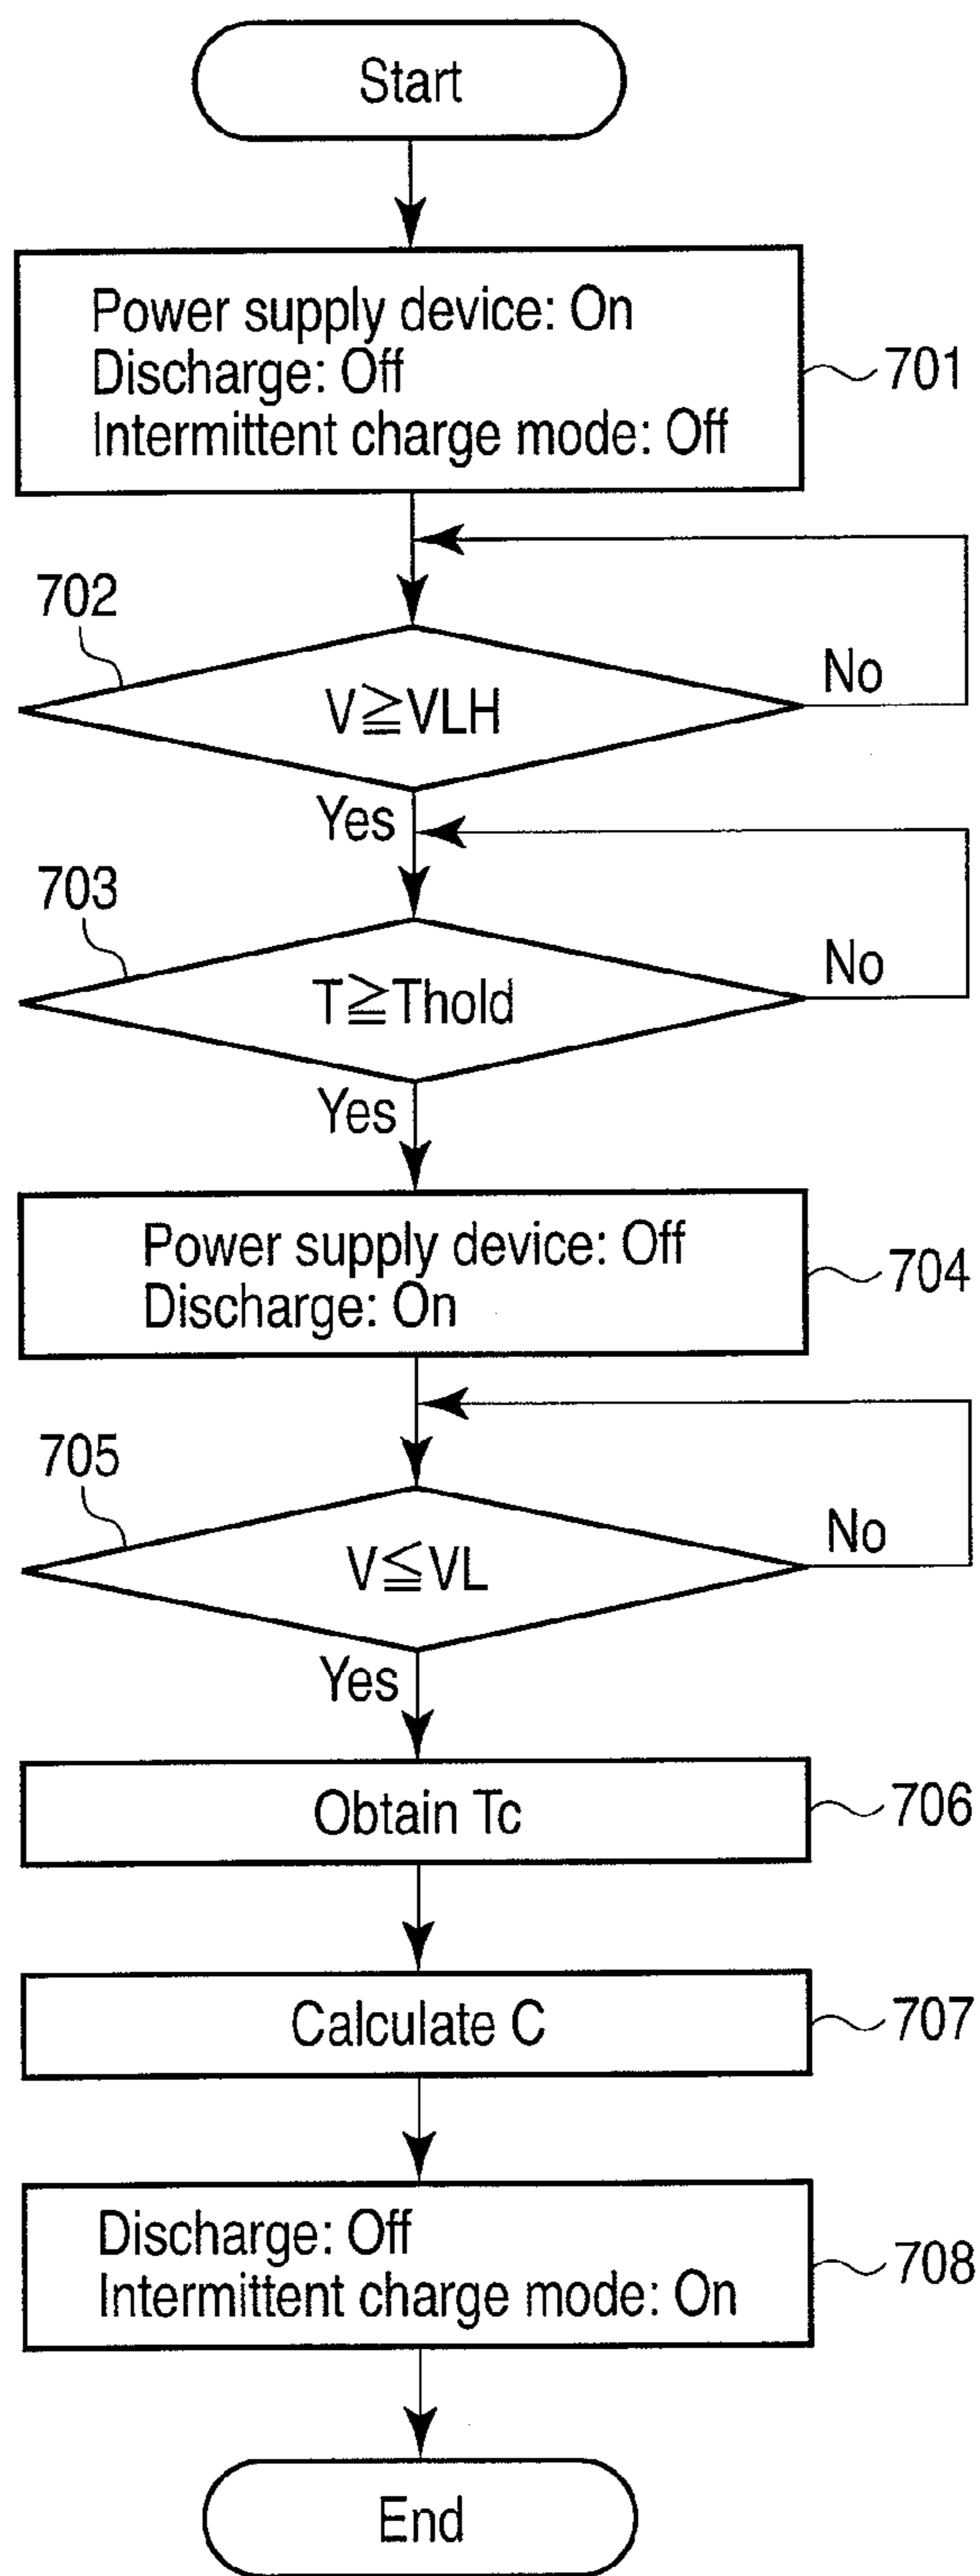 Start
Power supply device: On
Discharge: Off
Intermittent charge mode: Off
701
702
V≧VLH
No
Yes
703
T≧Thold
No
Yes
Power supply device: Off
Discharge: On
704
705
V≦VL
No
Yes
Obtain Tc
706
Calculate C
707
Discharge: Off
Intermittent charge mode: On
708
End